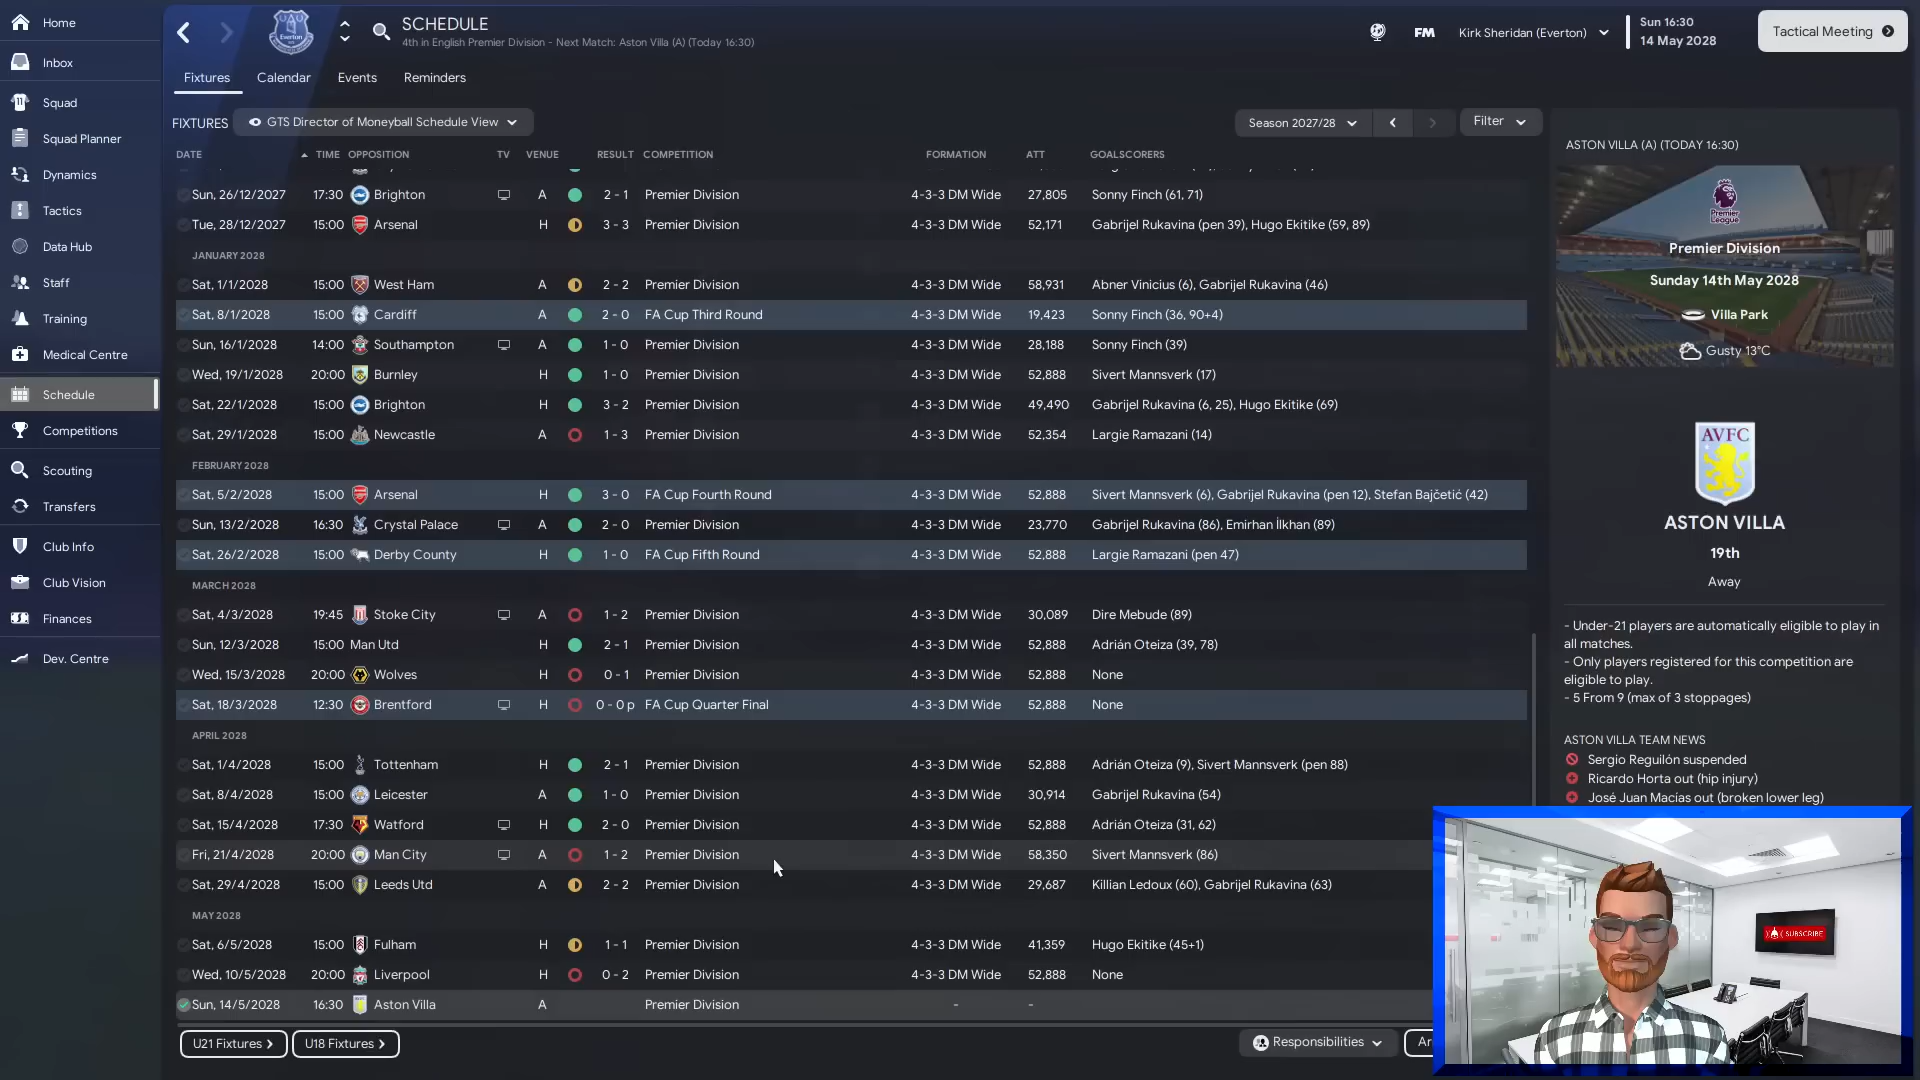 Home
Inbox
Squad
Squad Planner
Dynamics
Tactics
Data Hub
Staff
Training
Medical Centre
Schedule
Competitions
Scouting
Transfers
Club Info
Club Vision
Finances
Dev. Centre
Everton
SCHEDULE
4th in English Premier Division - Next Match: Aston Villa (A) (Today 16:30)
FM
Kirk Sheridan (Everton)
Sun 16:30
14 May 2028
Tactical Meeting
Fixtures Calendar Events Reminders
FIXTURES GTS Director of Moneyball Schedule View Season 2027/28 Filter
DATE TIME OPPOSITION TV VENUE RESULT COMPETITION FORMATION ATT GOALSCORERS
Sun, 26/12/2027 17:30 Brighton A 2 - 1 Premier Division 4-3-3 DM Wide 27,805 Sonny Finch (61, 71)
Tue, 28/12/2027 15:00 Arsenal H 3 - 3 Premier Division 4-3-3 DM Wide 52,171 Gabrijel Rukavina (pen 39), Hugo Ekitike (59, 89)
JANUARY 2028
Sat, 1/1/2028 15:00 West Ham A 2 - 2 Premier Division 4-3-3 DM Wide 58,931 Abner Vinicius (6), Gabrijel Rukavina (46)
Sat, 8/1/2028 15:00 Cardiff A 2 - 0 FA Cup Third Round 4-3-3 DM Wide 19,423 Sonny Finch (36, 90+4)
Sun, 16/1/2028 14:00 Southampton A 1 - 0 Premier Division 4-3-3 DM Wide 28,188 Sonny Finch (39)
Wed, 19/1/2028 20:00 Burnley H 1 - 0 Premier Division 4-3-3 DM Wide 52,888 Sivert Mannsverk (17)
Sat, 22/1/2028 15:00 Brighton H 3 - 2 Premier Division 4-3-3 DM Wide 49,490 Gabrijel Rukavina (6, 25), Hugo Ekitike (69)
Sat, 29/1/2028 15:00 Newcastle A 1 - 3 Premier Division 4-3-3 DM Wide 52,354 Largie Ramazani (14)
FEBRUARY 2028
Sat, 5/2/2028 15:00 Arsenal H 3 - 0 FA Cup Fourth Round 4-3-3 DM Wide 52,888 Sivert Mannsverk (6), Gabrijel Rukavina (pen 12), Stefan Bajčetić (42)
Sun, 13/2/2028 16:30 Crystal Palace A 2 - 0 Premier Division 4-3-3 DM Wide 23,770 Gabrijel Rukavina (86), Emirhan İlkhan (89)
Sat, 26/2/2028 15:00 Derby County H 1 - 0 FA Cup Fifth Round 4-3-3 DM Wide 52,888 Largie Ramazani (pen 47)
MARCH 2028
Sat, 4/3/2028 19:45 Stoke City A 1 - 2 Premier Division 4-3-3 DM Wide 30,089 Dire Mebude (89)
Sun, 12/3/2028 15:00 Man Utd H 2 - 1 Premier Division 4-3-3 DM Wide 52,888 Adrián Oteiza (39, 78)
Wed, 15/3/2028 20:00 Wolves H 0 - 1 Premier Division 4-3-3 DM Wide 52,888 None
Sat, 18/3/2028 12:30 Brentford H 0 - 0 p FA Cup Quarter Final 4-3-3 DM Wide 52,888 None
APRIL 2028
Sat, 1/4/2028 15:00 Tottenham H 2 - 1 Premier Division 4-3-3 DM Wide 52,888 Adrián Oteiza (9), Sivert Mannsverk (pen 88)
Sat, 8/4/2028 15:00 Leicester A 1 - 0 Premier Division 4-3-3 DM Wide 30,914 Gabrijel Rukavina (54)
Sat, 15/4/2028 17:30 Watford H 2 - 0 Premier Division 4-3-3 DM Wide 52,888 Adrián Oteiza (31, 62)
Fri, 21/4/2028 20:00 Man City A 1 - 2 Premier Division 4-3-3 DM Wide 58,350 Sivert Mannsverk (86)
Sat, 29/4/2028 15:00 Leeds Utd A 2 - 2 Premier Division 4-3-3 DM Wide 29,687 Killian Ledoux (60), Gabrijel Rukavina (63)
MAY 2028
Sat, 6/5/2028 15:00 Fulham H 1 - 1 Premier Division 4-3-3 DM Wide 41,359 Hugo Ekitike (45+1)
Wed, 10/5/2028 20:00 Liverpool H 0 - 2 Premier Division 4-3-3 DM Wide 52,888 None
Sun, 14/5/2028 16:30 Aston Villa A Premier Division - -
U21 Fixtures U18 Fixtures Responsibilities
ASTON VILLA (A) (TODAY 16:30)
Premier League
Premier Division
Sunday 14th May 2028
Villa Park
Gusty 13°C
AVFC
ASTON VILLA
19th
Away
- Under-21 players are automatically eligible to play in
all matches.
- Only players registered for this competition are
eligible to play.
- 5 From 9 (max of 3 stoppages)
ASTON VILLA TEAM NEWS
Sergio Reguilón suspended
Ricardo Horta out (hip injury)
José Juan Macías out (broken lower leg)
SUBSCRIBE